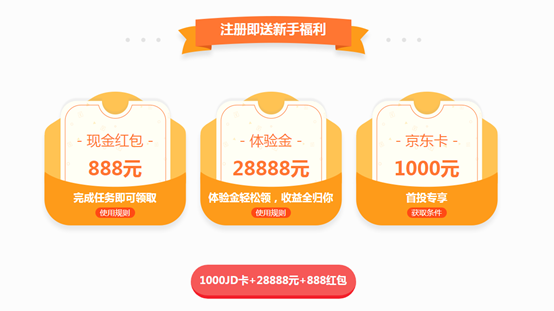 注册即送新手福利
- 现金红包 -
888元
完成任务即可领取
使用规则
- 体验金 -
28888元
体验金轻松领，收益全归你
使用规则
- 京东卡 -
1000元
首投专享
获取条件
1000JD卡+28888元+888红包